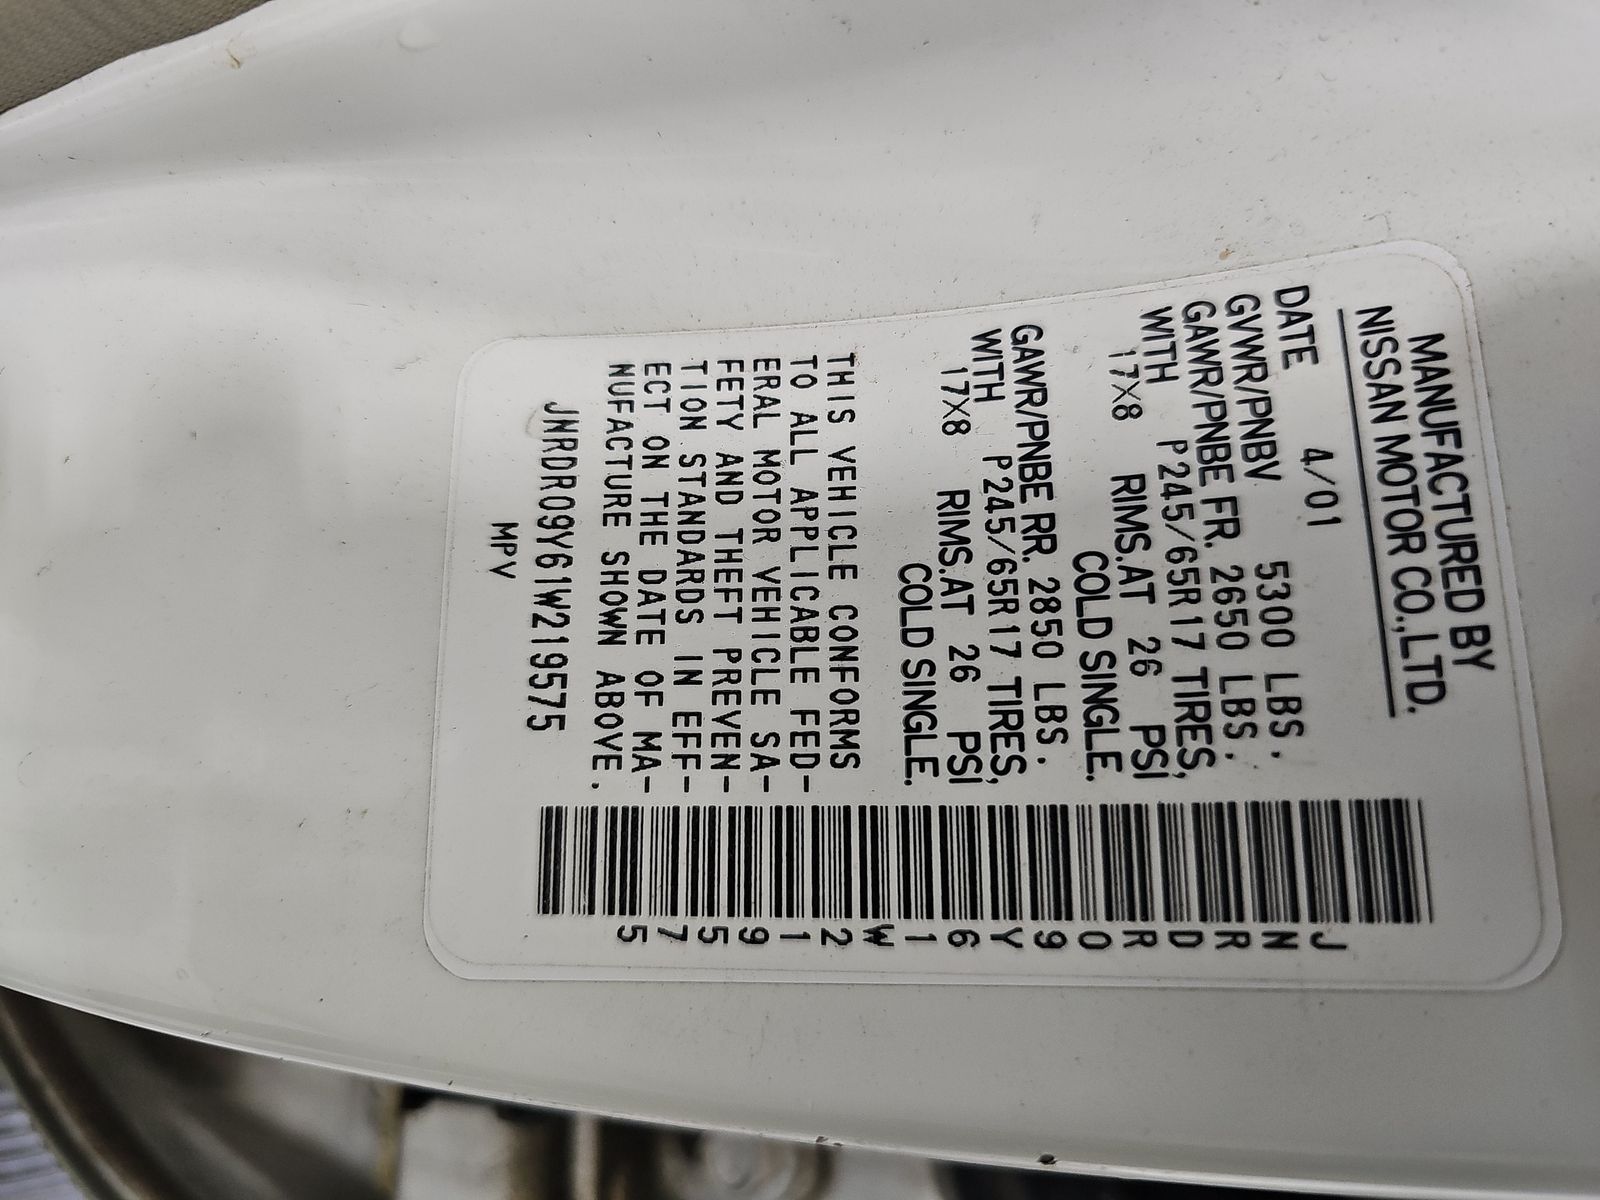 MANUFACTURED BY
NISSAN MOTOR CO.,LTD.
DATE 4/01
GVWR/PNBV 5300 LBS.
GAWR/PNBE FR. 2650 LBS.
WITH P245/65R17 TIRES,
17X8 RIMS.AT 26 PSI
COLD SINGLE.
GAWR/PNBE RR. 2850 LBS.
WITH P245/65R17 TIRES,
17X8 RIMS.AT 26 PSI
COLD SINGLE.
THIS VEHICLE CONFORMS
TO ALL APPLICABLE FED-
ERAL MOTOR VEHICLE SA-
FETY AND THEFT PREVEN-
TION STANDARDS IN EFF-
ECT ON THE DATE OF MA-
NUFACTURE SHOWN ABOVE.
JNRDR09Y61W219575
MPV
JNRDR09Y61W219575